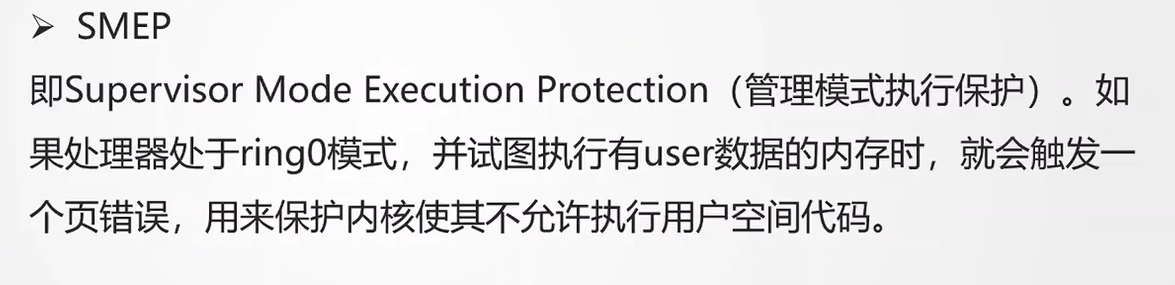 ➢ SMEP
即Supervisor Mode Execution Protection（管理模式执行保护）。如
果处理器处于ring0模式，并试图执行有user数据的内存时，就会触发一
个页错误，用来保护内核使其不允许执行用户空间代码。